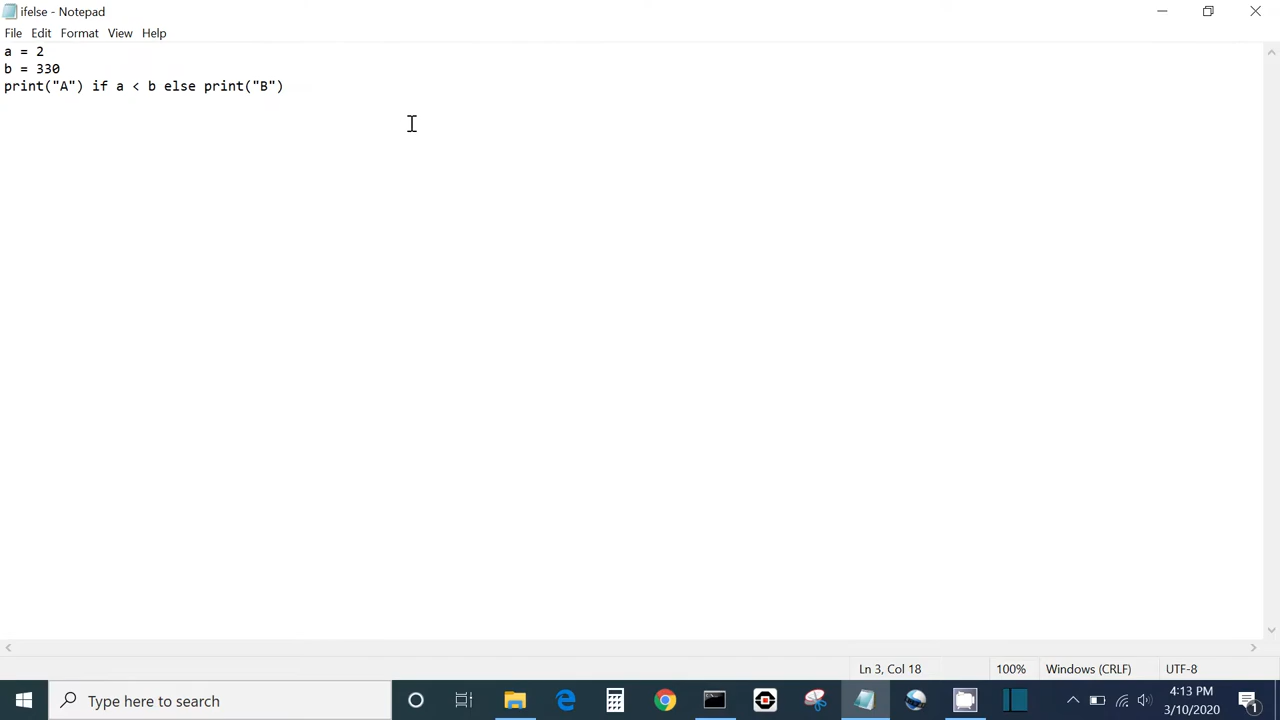 ifelse - Notepad
File Edit Format View Help
a = 2
b = 330
print("A") if a < b else print("B")
Ln 3, Col 18 100% Windows (CRLF) UTF-8
Type here to search
4:13 PM
3/10/2020
1